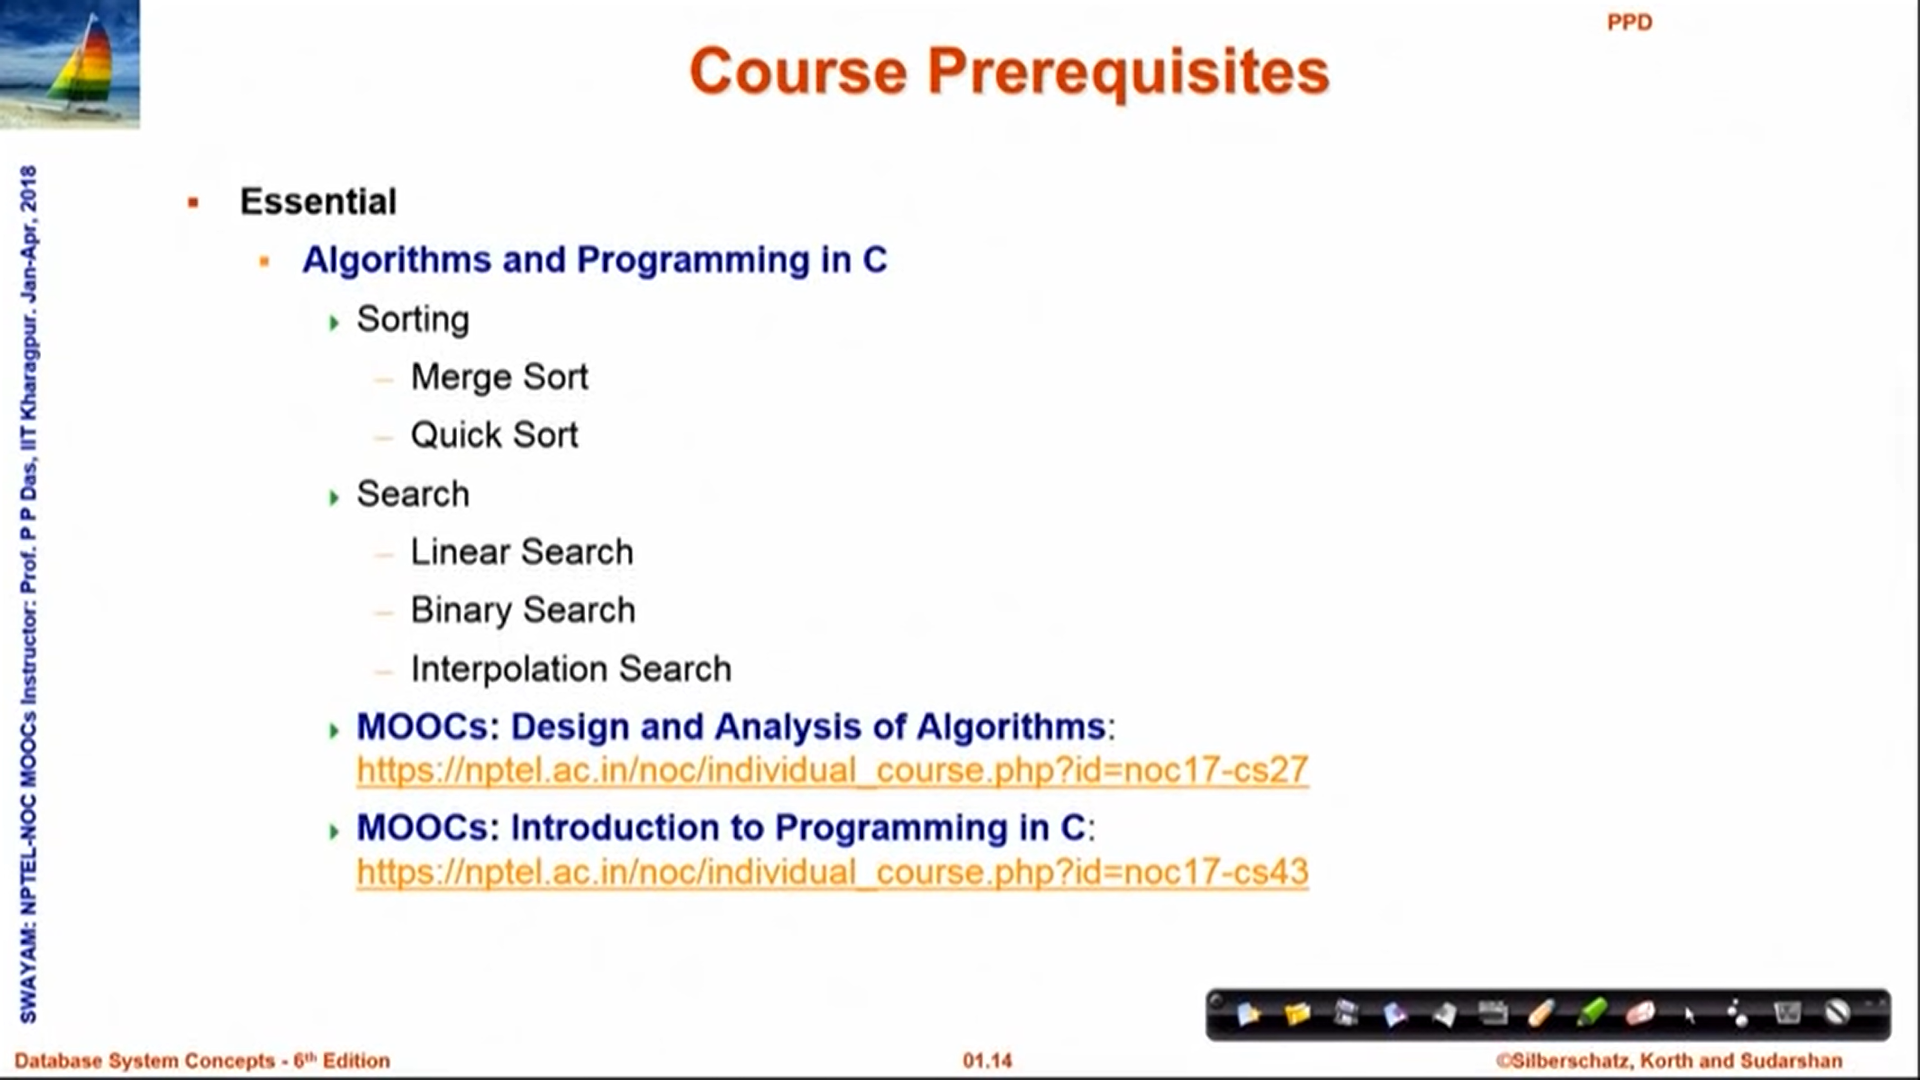 PPD
Course Prerequisites
Essential
Algorithms and Programming in C
Sorting
Merge Sort
Quick Sort
Search
Linear Search
Binary Search
Interpolation Search
MOOCs: Design and Analysis of Algorithms:
https://nptel.ac.in/noc/individual_course.php?id=noc17-cs27
MOOCs: Introduction to Programming in C:
https://nptel.ac.in/noc/individual_course.php?id=noc17-cs43
SWAYAM: NPTEL-NOC MOOCs Instructor: Prof. P P Das, IIT Kharagpur. Jan-Apr, 2018
Database System Concepts - 6th Edition
01.14
©Silberschatz, Korth and Sudarshan